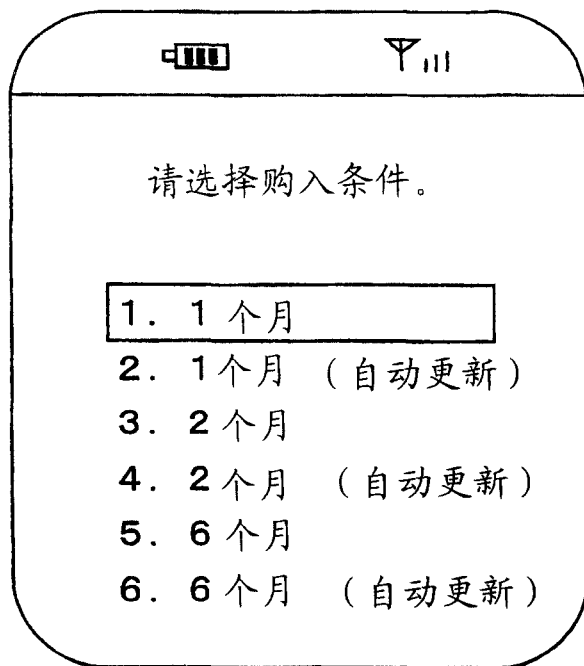 请选择购入条件。
1. 1个月
2. 1个月 （自动更新）
3. 2个月
4. 2个月 （自动更新）
5. 6个月
6. 6个月 （自动更新）